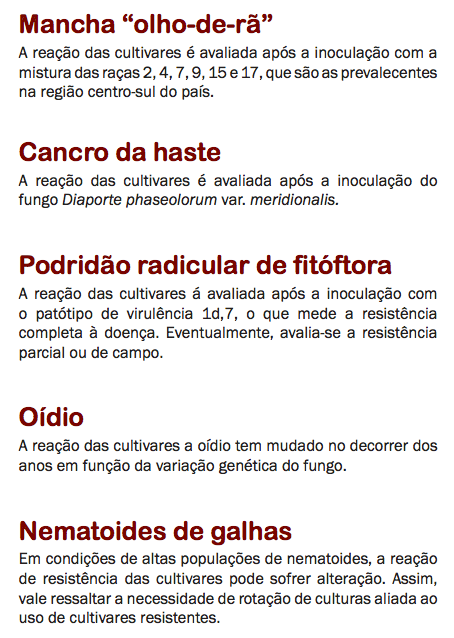 Mancha “olho-de-rã”
A reação das cultivares é avaliada após a inoculação com a
mistura das raças 2, 4, 7, 9, 15 e 17, que são as prevalecentes
na região centro-sul do país.
Cancro da haste
A reação das cultivares é avaliada após a inoculação do
fungo Diaporte phaseolorum var. meridionalis.
Podridão radicular de fitóftora
A reação das cultivares á avaliada após a inoculação com
o patótipo de virulência 1d,7, o que mede a resistência
completa à doença. Eventualmente, avalia-se a resistência
parcial ou de campo.
Oídio
A reação das cultivares a oídio tem mudado no decorrer dos
anos em função da variação genética do fungo.
Nematoides de galhas
Em condições de altas populações de nematoides, a reação
de resistência das cultivares pode sofrer alteração. Assim,
vale ressaltar a necessidade de rotação de culturas aliada ao
uso de cultivares resistentes.